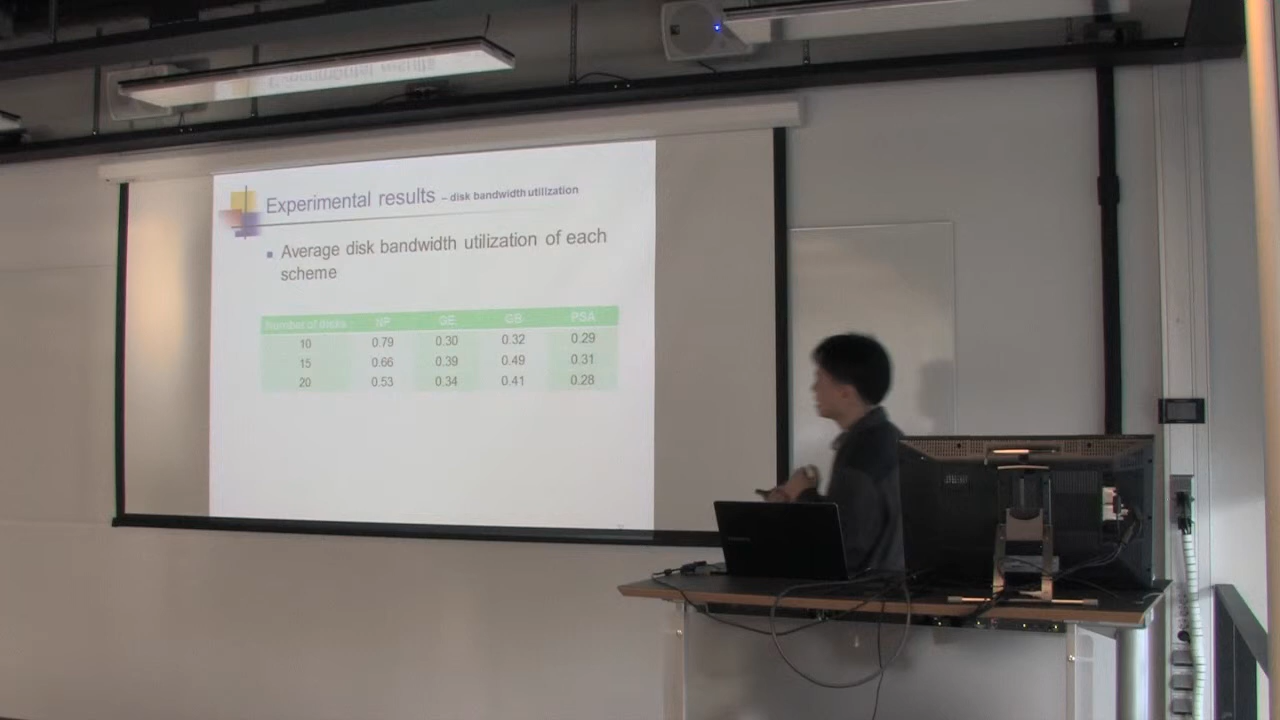 Experimental results – disk bandwidth utilization
Average disk bandwidth utilization of each
scheme
Number of disks NP GE GB PSA
10 0.79 0.30 0.32 0.29
15 0.66 0.39 0.49 0.31
20 0.53 0.34 0.41 0.28